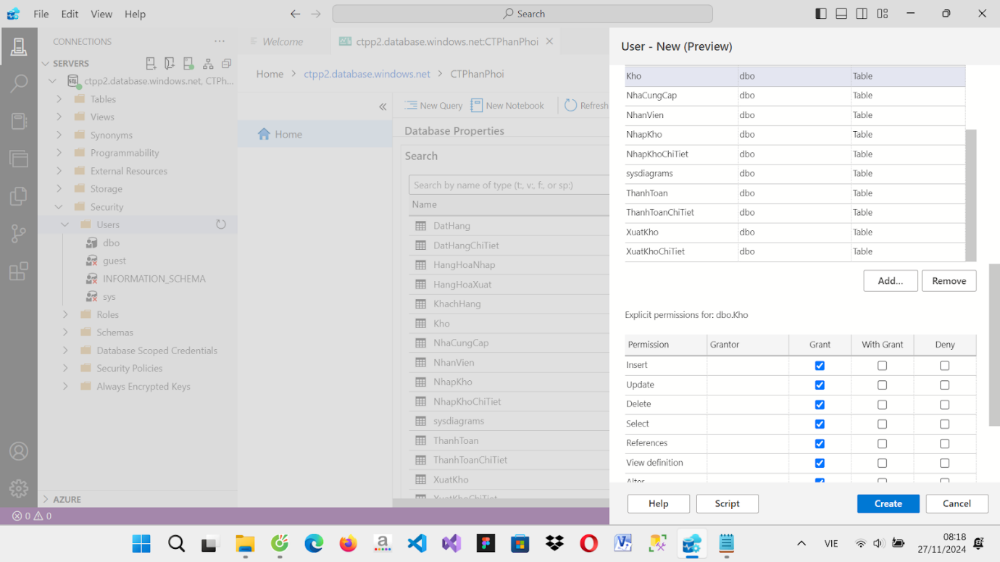 File Edit View Help
Search
CONNECTIONS
SERVERS
ctpp2.database.windows.net, CTPh...
Tables
Views
Synonyms
Programmability
External Resources
Storage
Security
Users
dbo
guest
INFORMATION_SCHEMA
sys
Roles
Schemas
Database Scoped Credentials
Security Policies
Always Encrypted Keys
AZURE
0 0
Welcome ctpp2.database.windows.net:CTPhanPhoi
Home ctpp2.database.windows.net CTPhanPhoi
New Query New Notebook Refresh
Home
Database Properties
Search
Search by name of type (t:, v:, f:, or sp:)
Name
DatHang
DatHangChiTiet
HangHoaNhap
HangHoaXuat
KhachHang
Kho
NhaCungCap
NhanVien
NhapKho
NhapKhoChiTiet
sysdiagrams
ThanhToan
ThanhToanChiTiet
XuatKho
XuatKhoChiTiet
User - New (Preview)
Kho dbo Table
NhaCungCap dbo Table
NhanVien dbo Table
NhapKho dbo Table
NhapKhoChiTiet dbo Table
sysdiagrams dbo Table
ThanhToan dbo Table
ThanhToanChiTiet dbo Table
XuatKho dbo Table
XuatKhoChiTiet dbo Table
Add... Remove
Explicit permissions for: dbo.Kho
Permission Grantor Grant With Grant Deny
Insert
Update
Delete
Select
References
View definition
Alter
Help Script Create Cancel
VIE
08:18
27/11/2024